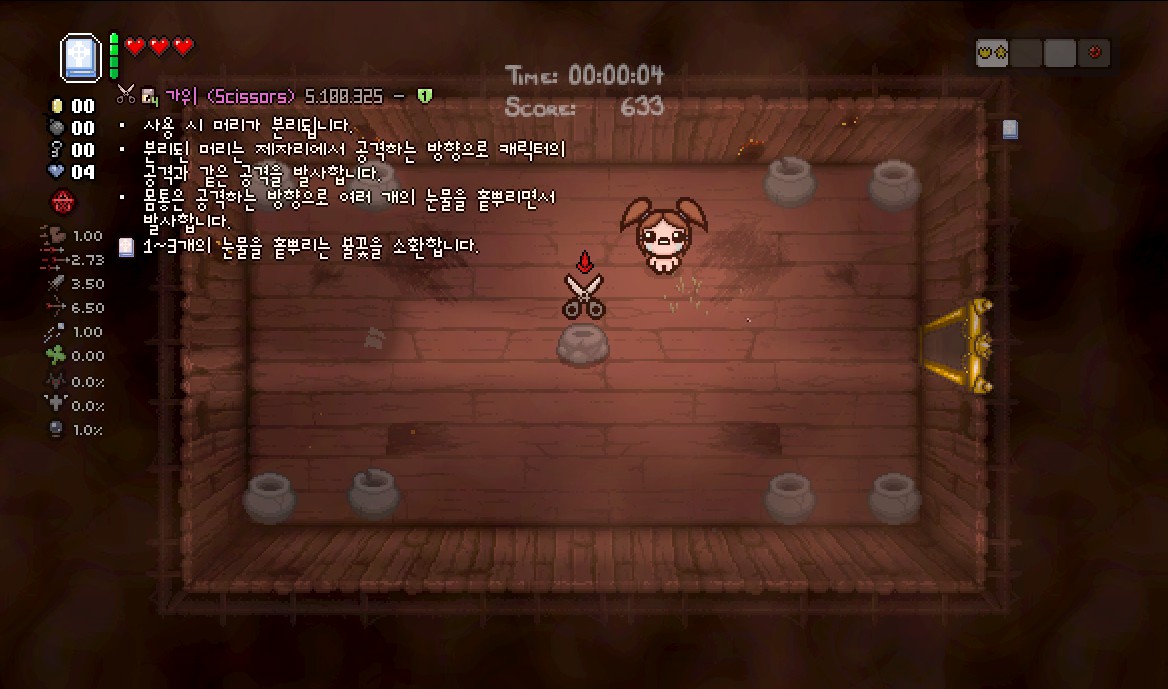 TIME: 00:00:04
SCORE: 633
가위 (Scissors) 5.100.325 - 1
· 사용 시 머리가 분리됩니다.
· 분리된 머리는 제자리에서 공격하는 방향으로 캐릭터의
공격과 같은 공격을 발사합니다.
· 몸통은 공격하는 방향으로 여러 개의 눈물을 흩뿌리면서
발사합니다.
1~3개의 눈물을 흩뿌리는 불꽃을 소환합니다.
00
00
00
04
1.00
2.73
3.50
6.50
1.00
0.00
0.0%
0.0%
1.0%